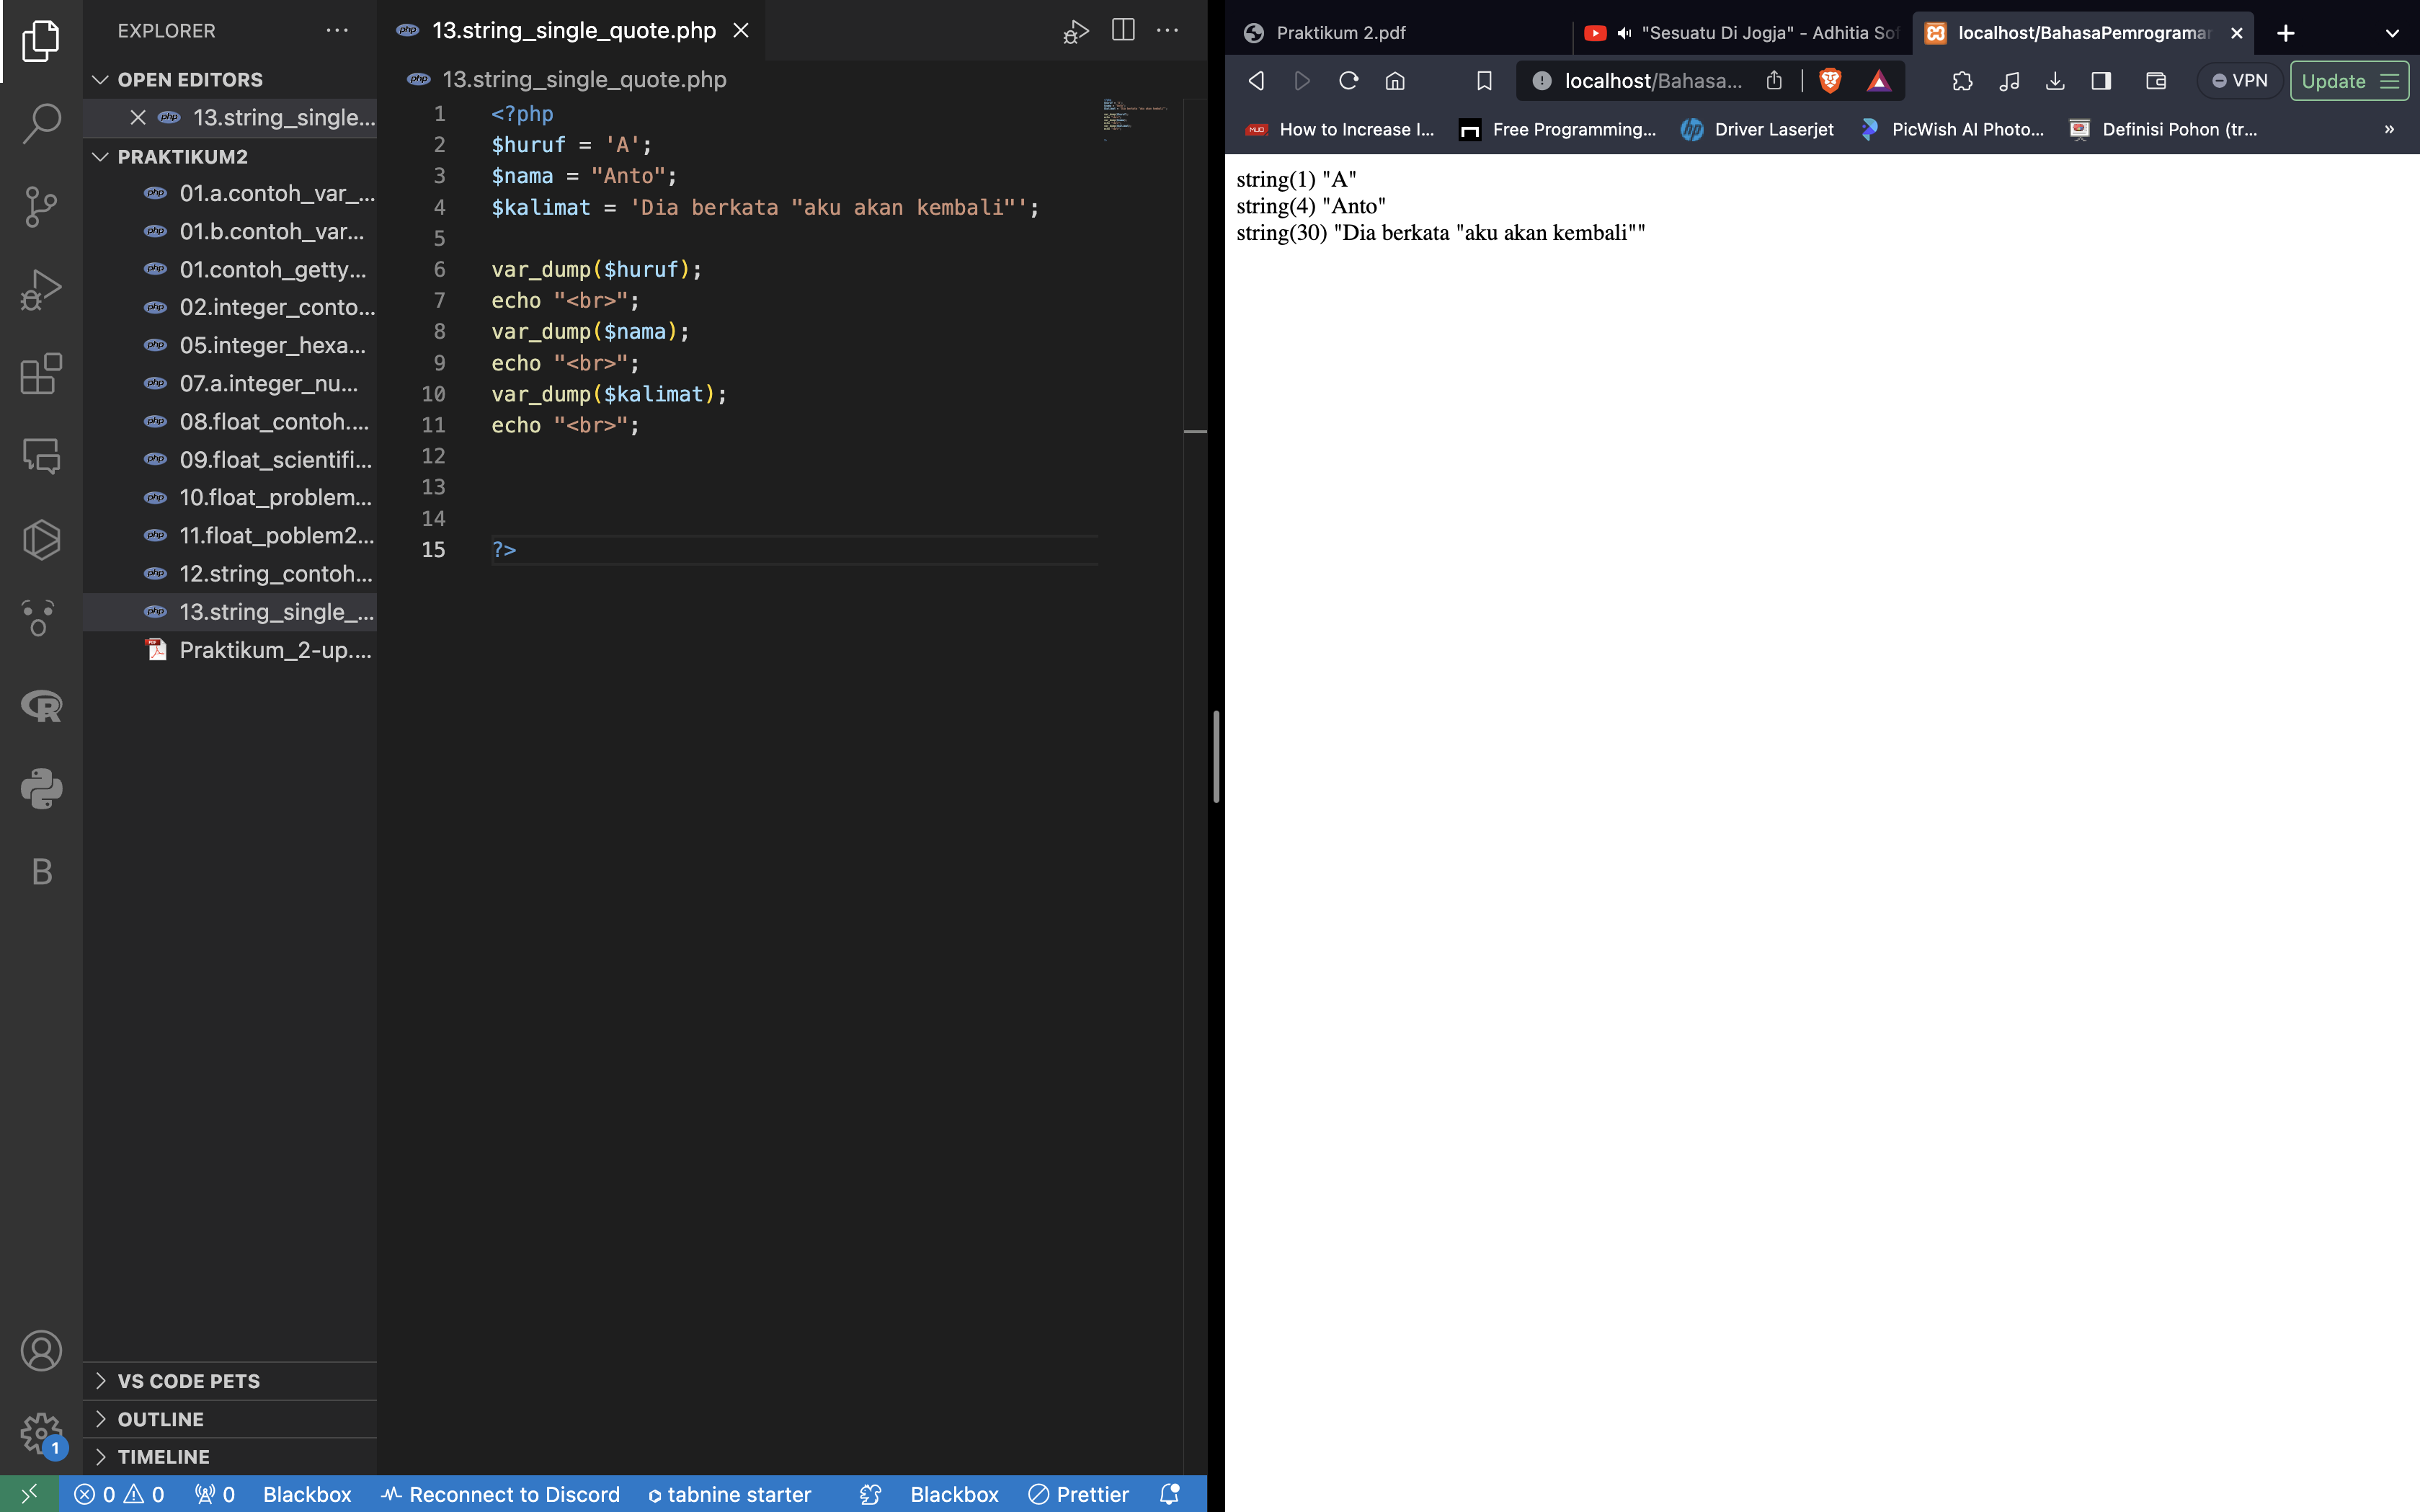 EXPLORER
OPEN EDITORS
13.string_single...
PRAKTIKUM2
01.a.contoh_var_...
01.b.contoh_var...
01.contoh_getty...
02.integer_conto...
05.integer_hexa...
07.a.integer_nu...
08.float_contoh....
09.float_scientifi...
10.float_problem...
11.float_poblem2...
12.string_contoh...
13.string_single_...
Praktikum_2-up....
VS CODE PETS
OUTLINE
TIMELINE
B
1
13.string_single_quote.php
13.string_single_quote.php
1 <?php
2 $huruf = 'A';
3 $nama = "Anto";
4 $kalimat = 'Dia berkata "aku akan kembali"';
5
6 var_dump($huruf);
7 echo "<br>";
8 var_dump($nama);
9 echo "<br>";
10 var_dump($kalimat);
11 echo "<br>";
12
13
14
15 ?>
0 0 0 Blackbox Reconnect to Discord tabnine starter Blackbox Prettier
Praktikum 2.pdf
"Sesuatu Di Jogja" - Adhitia Sof
localhost/BahasaPemrograman
localhost/Bahasa...
VPN
Update
How to Increase I... Free Programming... Driver Laserjet PicWish AI Photo... Definisi Pohon (tr... »
string(1) "A"
string(4) "Anto"
string(30) "Dia berkata "aku akan kembali""